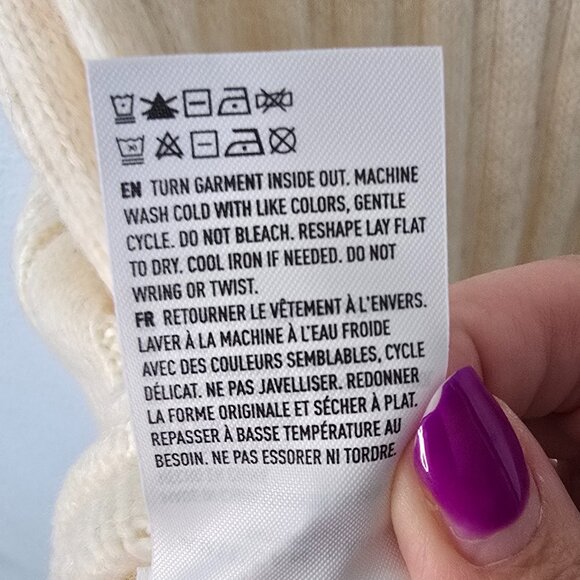 EN TURN GARMENT INSIDE OUT. MACHINE
WASH COLD WITH LIKE COLORS, GENTLE
CYCLE. DO NOT BLEACH. RESHAPE LAY FLAT
TO DRY. COOL IRON IF NEEDED. DO NOT
WRING OR TWIST.
FR RETOURNER LE VÊTEMENT À L'ENVERS.
LAVER À LA MACHINE À L'EAU FROIDE
AVEC DES COULEURS SEMBLABLES, CYCLE
DÉLICAT. NE PAS JAVELLISER. REDONNER
LA FORME ORIGINALE ET SÉCHER À PLAT.
REPASSER À BASSE TEMPÉRATURE AU
BESOIN. NE PAS ESSORER NI TORDRE.